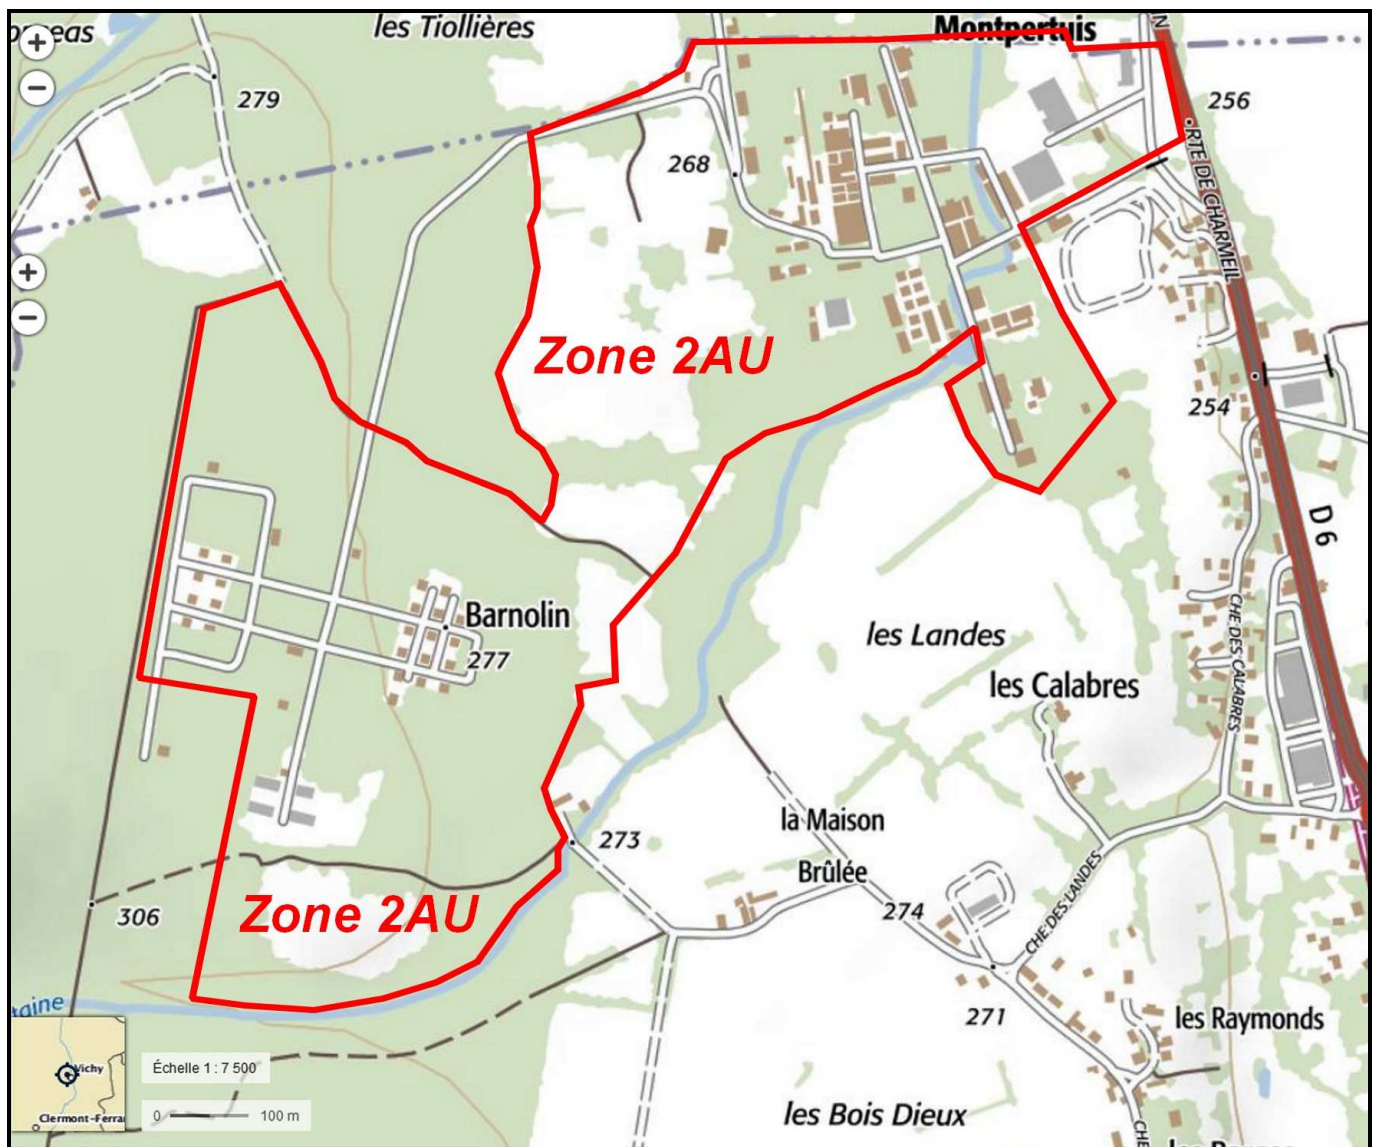 les Tiollières
Montpertuis
279
256
268
RTE DE CHARMEIL
Zone 2AU
254
D 6
Barnolin
277
les Landes
les Calabres
CHE DES CALABRES
la Maison
Brûlée
273
274
306
Zone 2AU
CHE DES LANDES
271
les Raymonds
Vichy
Clermont-Ferra
Échelle 1 : 7 500
0 100 m
les Bois Dieux
CHE